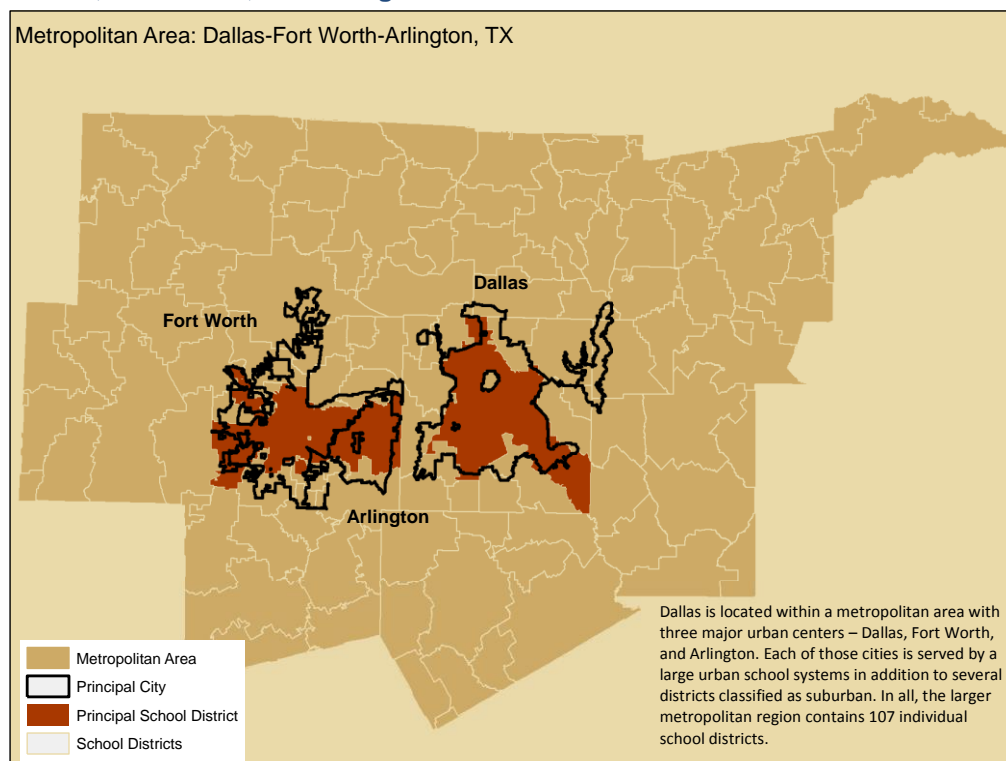 Metropolitan Area: Dallas-Fort Worth-Arlington, TX
Dallas
Fort Worth
Arlington
Dallas is located within a metropolitan area with
three major urban centers – Dallas, Fort Worth,
and Arlington. Each of those cities is served by a
large urban school systems in addition to several
districts classified as suburban. In all, the larger
metropolitan region contains 107 individual
school districts.
Metropolitan Area
Principal City
Principal School District
School Districts